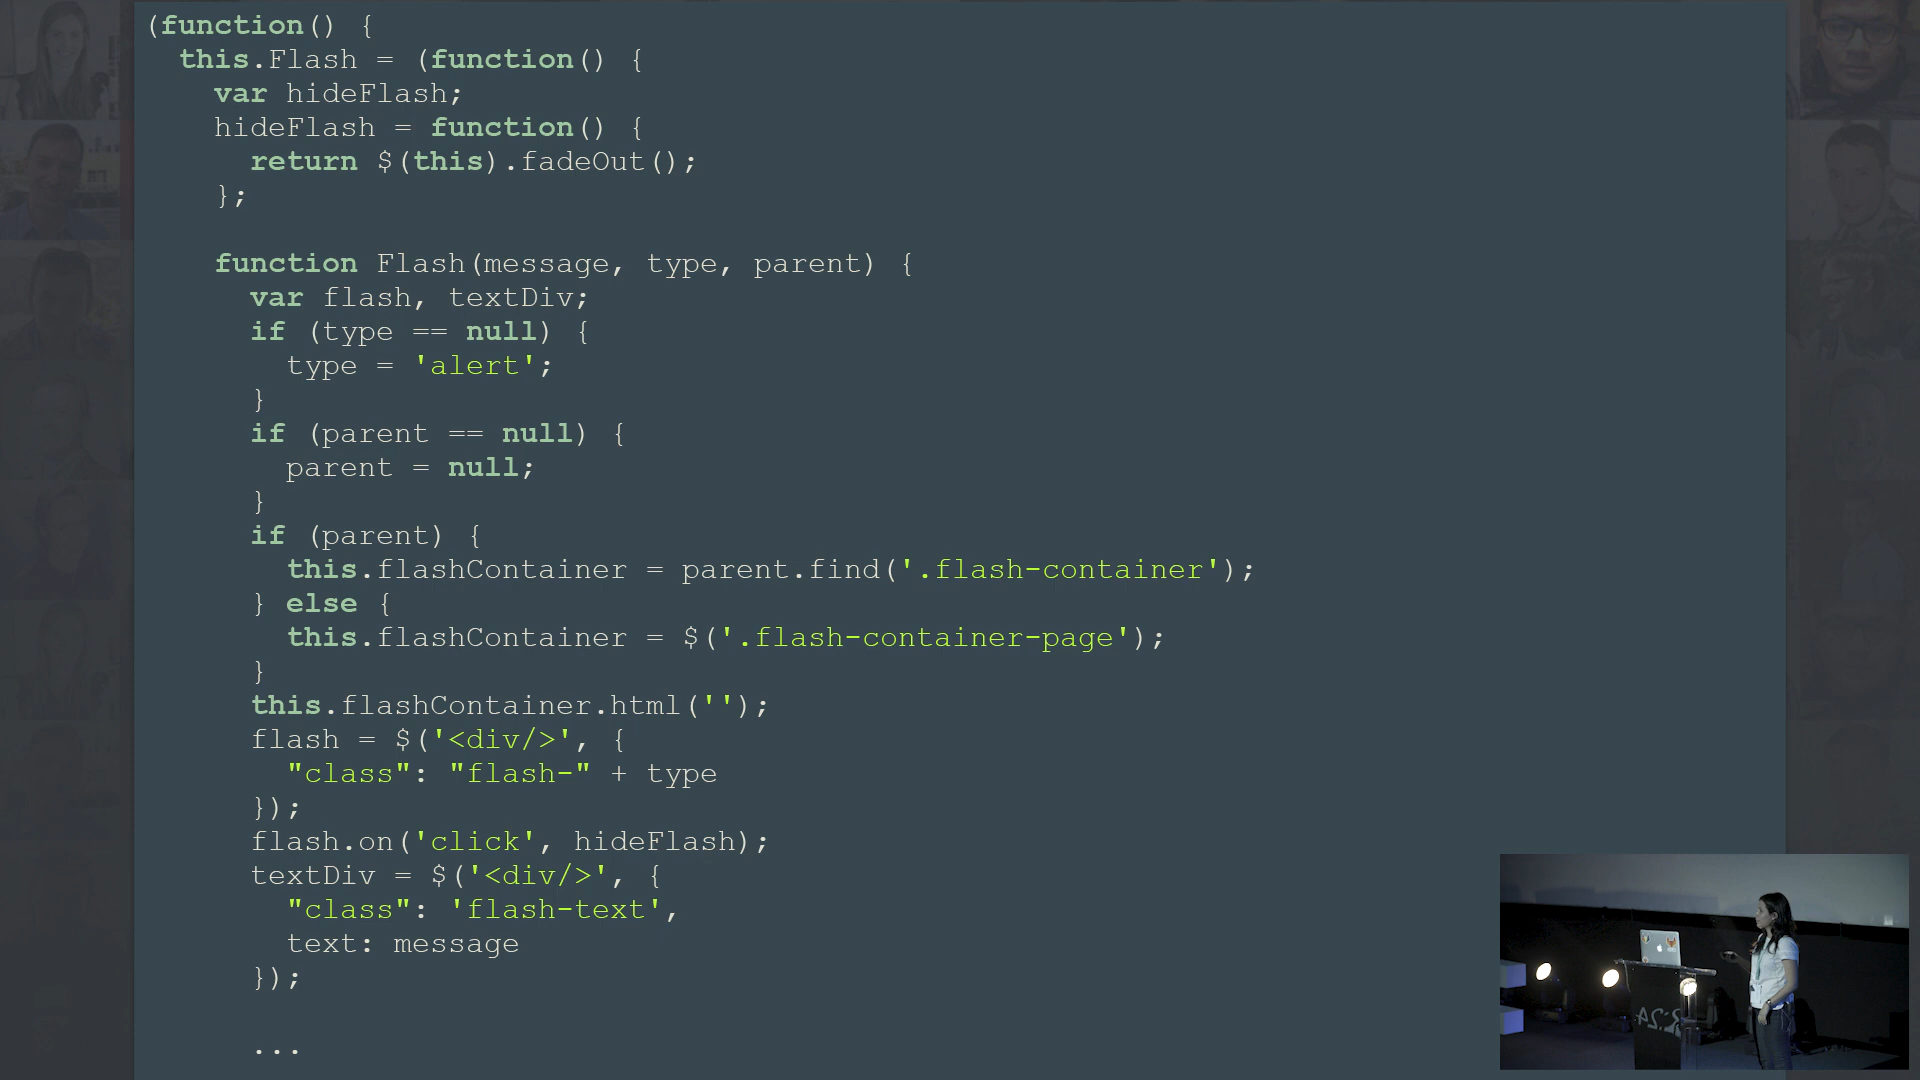 (function() {
  this.Flash = (function() {
    var hideFlash;
    hideFlash = function() {
      return $(this).fadeOut();
    };

    function Flash(message, type, parent) {
      var flash, textDiv;
      if (type == null) {
        type = 'alert';
      }
      if (parent == null) {
        parent = null;
      }
      if (parent) {
        this.flashContainer = parent.find('.flash-container');
      } else {
        this.flashContainer = $('.flash-container-page');
      }
      this.flashContainer.html('');
      flash = $('<div/>', {
        "class": "flash-" + type
      });
      flash.on('click', hideFlash);
      textDiv = $('<div/>', {
        "class": 'flash-text',
        text: message
      });

      ...